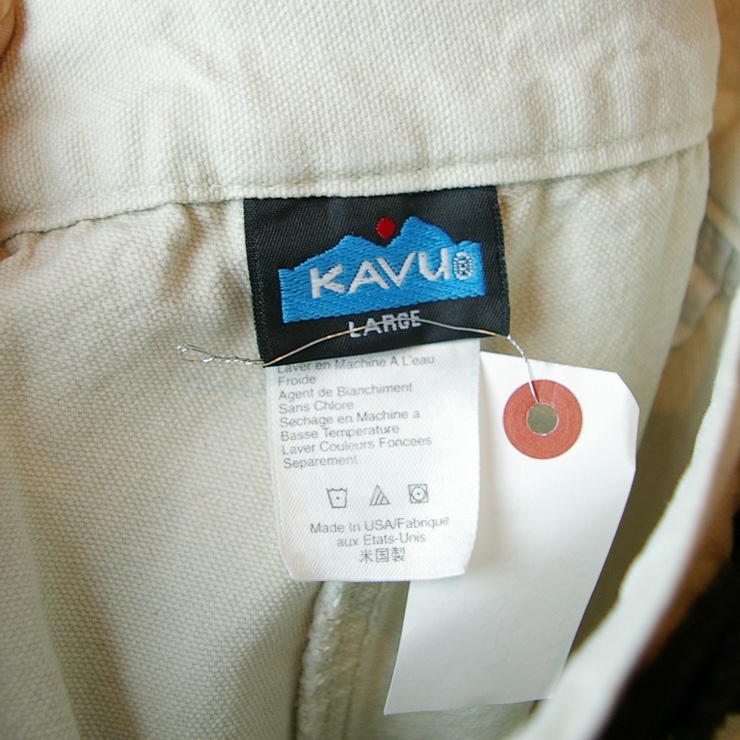 KAVU®
LARGE
Laver en Machine A L'eau
Froide
Agent de Blanchiment
Sans Chlore
Sechage en Machine a
Basse Temperature
Laver Couleurs Foncees
Separement
Made In USA/Fabrique
aux Etats-Unis
米国製